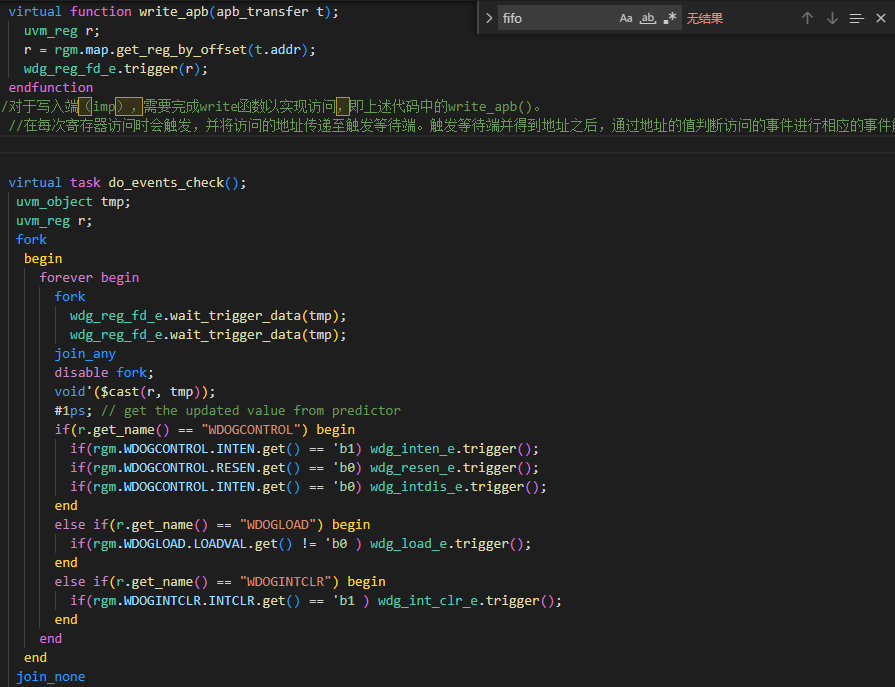 virtual function write_apb(apb_transfer t);
fifo
Aa ab .*
无结果
uvm_reg r;
r = rgm.map.get_reg_by_offset(t.addr);
wdg_reg_fd_e.trigger(r);
endfunction
/对于写入端（imp），需要完成write函数以实现访问，即上述代码中的write_apb()。
//在每次寄存器访问时会触发，并将访问的地址传递至触发等待端。触发等待端并得到地址之后，通过地址的值判断访问的事件进行相应的事件
virtual task do_events_check();
uvm_object tmp;
uvm_reg r;
fork
begin
forever begin
fork
wdg_reg_fd_e.wait_trigger_data(tmp);
wdg_reg_fd_e.wait_trigger_data(tmp);
join_any
disable fork;
void'($cast(r, tmp));
#1ps; // get the updated value from predictor
if(r.get_name() == "WDOGCONTROL") begin
if(rgm.WDOGCONTROL.INTEN.get() == 'b1) wdg_inten_e.trigger();
if(rgm.WDOGCONTROL.RESEN.get() == 'b0) wdg_resen_e.trigger();
if(rgm.WDOGCONTROL.INTEN.get() == 'b0) wdg_intdis_e.trigger();
end
else if(r.get_name() == "WDOGLOAD") begin
if(rgm.WDOGLOAD.LOADVAL.get() != 'b0 ) wdg_load_e.trigger();
end
else if(r.get_name() == "WDOGINTCLR") begin
if(rgm.WDOGINTCLR.INTCLR.get() == 'b1 ) wdg_int_clr_e.trigger();
end
end
end
join_none